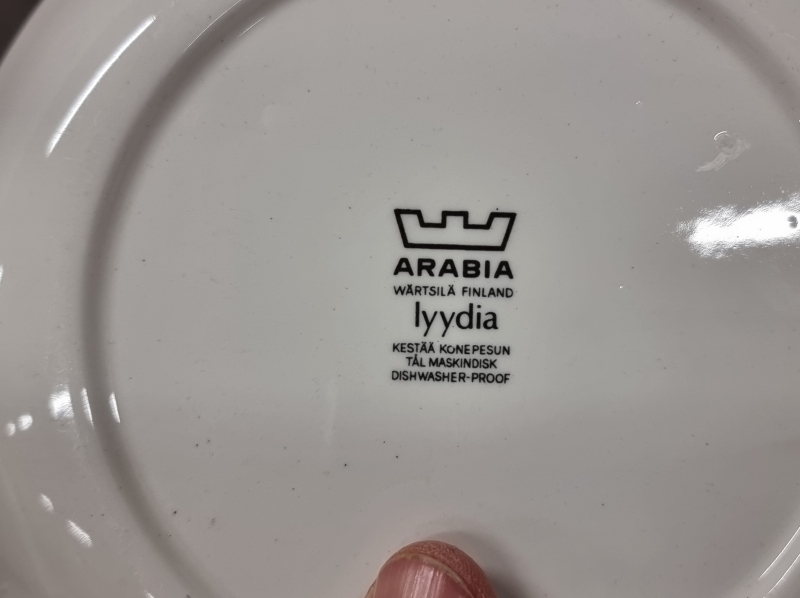 ARABIA
WÄRTSILÄ FINLAND
lyydia
KESTÄÄ KONEPESUN
TÅL MASKINDISK
DISHWASHER-PROOF